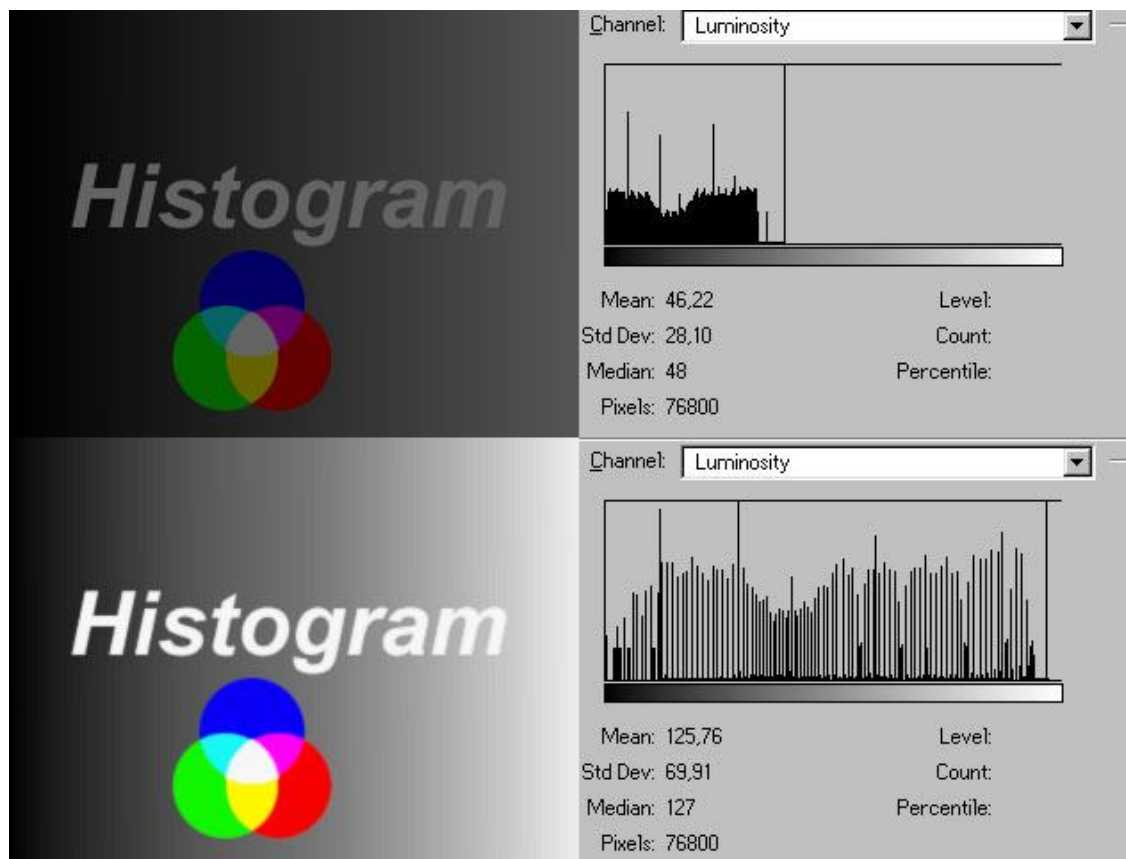 Channel: Luminosity
Histogram
Mean: 46,22 Level:
Std Dev: 28,10 Count:
Median: 48 Percentile:
Pixels: 76800
Channel: Luminosity
Histogram
Mean: 125,76 Level:
Std Dev: 69,91 Count:
Median: 127 Percentile:
Pixels: 76800